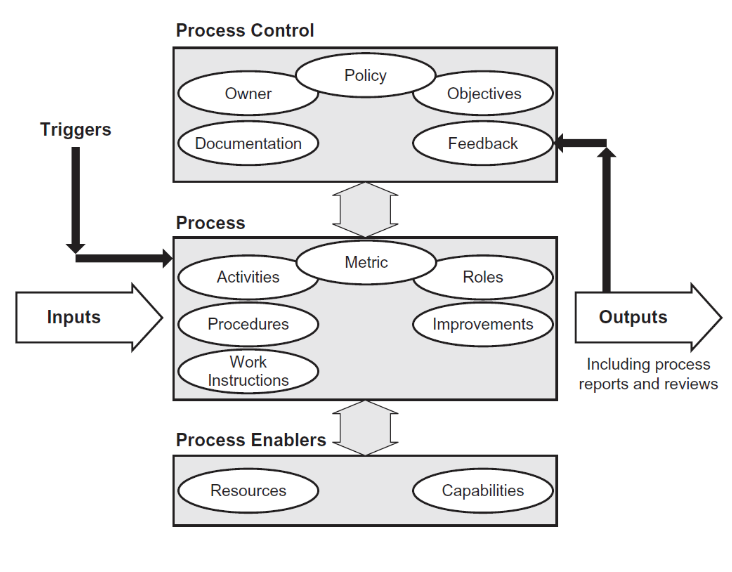 Process Control
Policy
Owner
Objectives
Documentation
Feedback
Triggers
Process
Metric
Activities
Roles
Inputs
Procedures
Improvements
Outputs
Work
Instructions
Including process
reports and reviews
Process Enablers
Resources
Capabilities